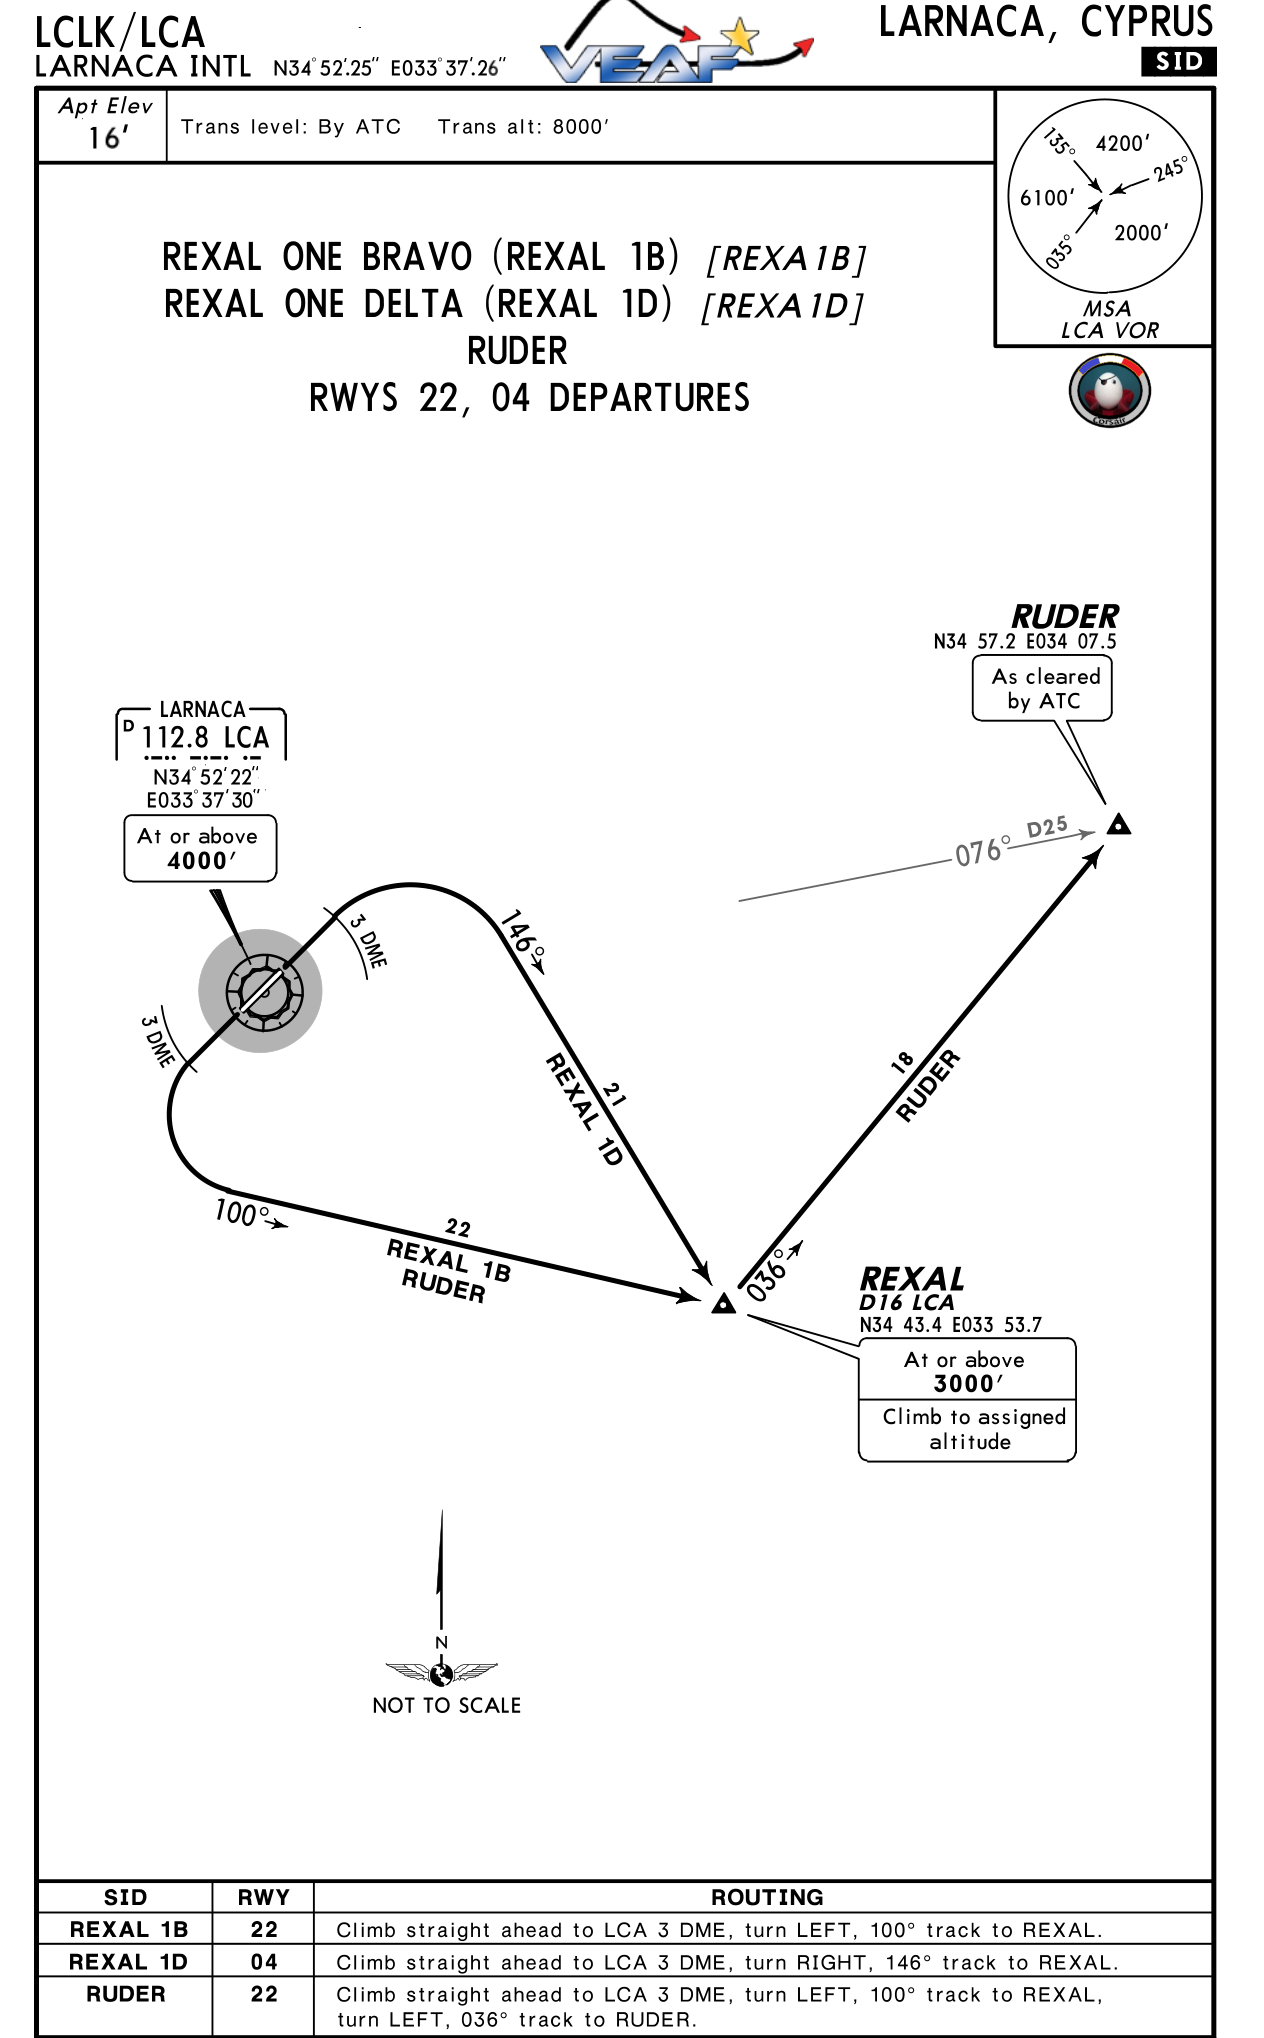 LCLK/LCA
LARNACA INTL N34°52'.25" E033°37'.26"
VEAF
LARNACA, CYPRUS
SID
Apt Elev
16'
Trans level: By ATC Trans alt: 8000'
135°
4200'
245°
6100'
2000'
035°
MSA
LCA VOR
Corsair
REXAL ONE BRAVO (REXAL 1B) [REXA1B]
REXAL ONE DELTA (REXAL 1D) [REXA1D]
RUDER
RWYS 22, 04 DEPARTURES
RUDER
N34 57.2 E034 07.5
As cleared
by ATC
LARNACA
D 112.8 LCA
N34°52'22"
E033°37'30"
At or above
4000'
076° D25
3 DME
146°
3 DME
21
REXAL 1D
18
RUDER
100°
22
REXAL 1B
RUDER
036°
REXAL
D16 LCA
N34 43.4 E033 53.7
At or above
3000'
Climb to assigned
altitude
N
NOT TO SCALE
SID RWY ROUTING
REXAL 1B 22 Climb straight ahead to LCA 3 DME, turn LEFT, 100° track to REXAL.
REXAL 1D 04 Climb straight ahead to LCA 3 DME, turn RIGHT, 146° track to REXAL.
RUDER 22 Climb straight ahead to LCA 3 DME, turn LEFT, 100° track to REXAL,
turn LEFT, 036° track to RUDER.